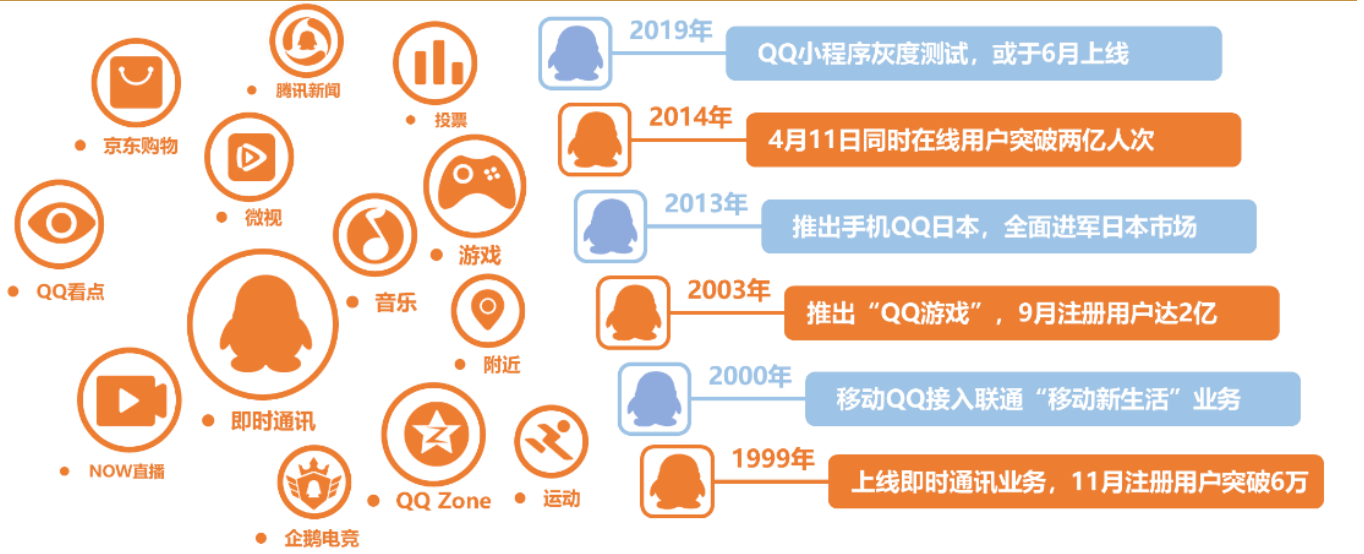 腾讯新闻
投票
京东购物
微视
游戏
QQ看点
音乐
附近
即时通讯
NOW直播
QQ Zone
运动
企鹅电竞
2019年
QQ小程序灰度测试，或于6月上线
2014年
4月11日同时在线用户突破两亿人次
2013年
推出手机QQ日本，全面进军日本市场
2003年
推出“QQ游戏”，9月注册用户达2亿
2000年
移动QQ接入联通“移动新生活”业务
1999年
上线即时通讯业务，11月注册用户突破6万